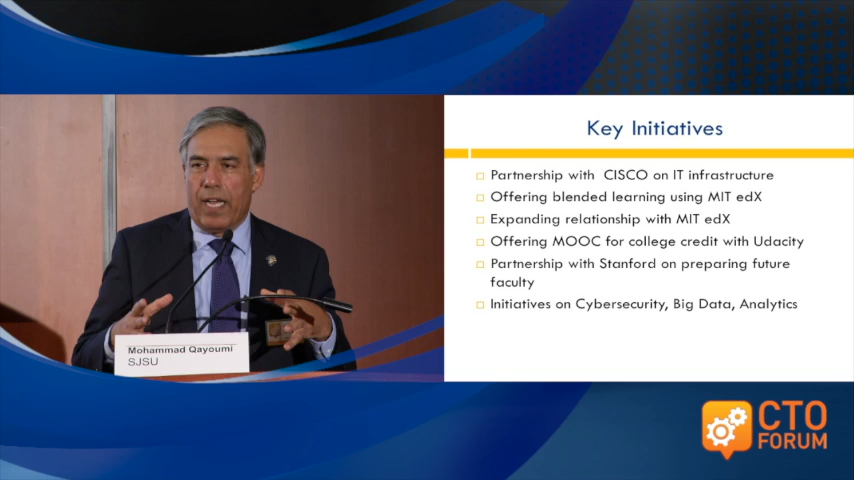 Key Initiatives
Partnership with CISCO on IT infrastructure
Offering blended learning using MIT edX
Expanding relationship with MIT edX
Offering MOOC for college credit with Udacity
Partnership with Stanford on preparing future
faculty
Initiatives on Cybersecurity, Big Data, Analytics
Mohammad Qayoumi
SJSU
CTO
FORUM